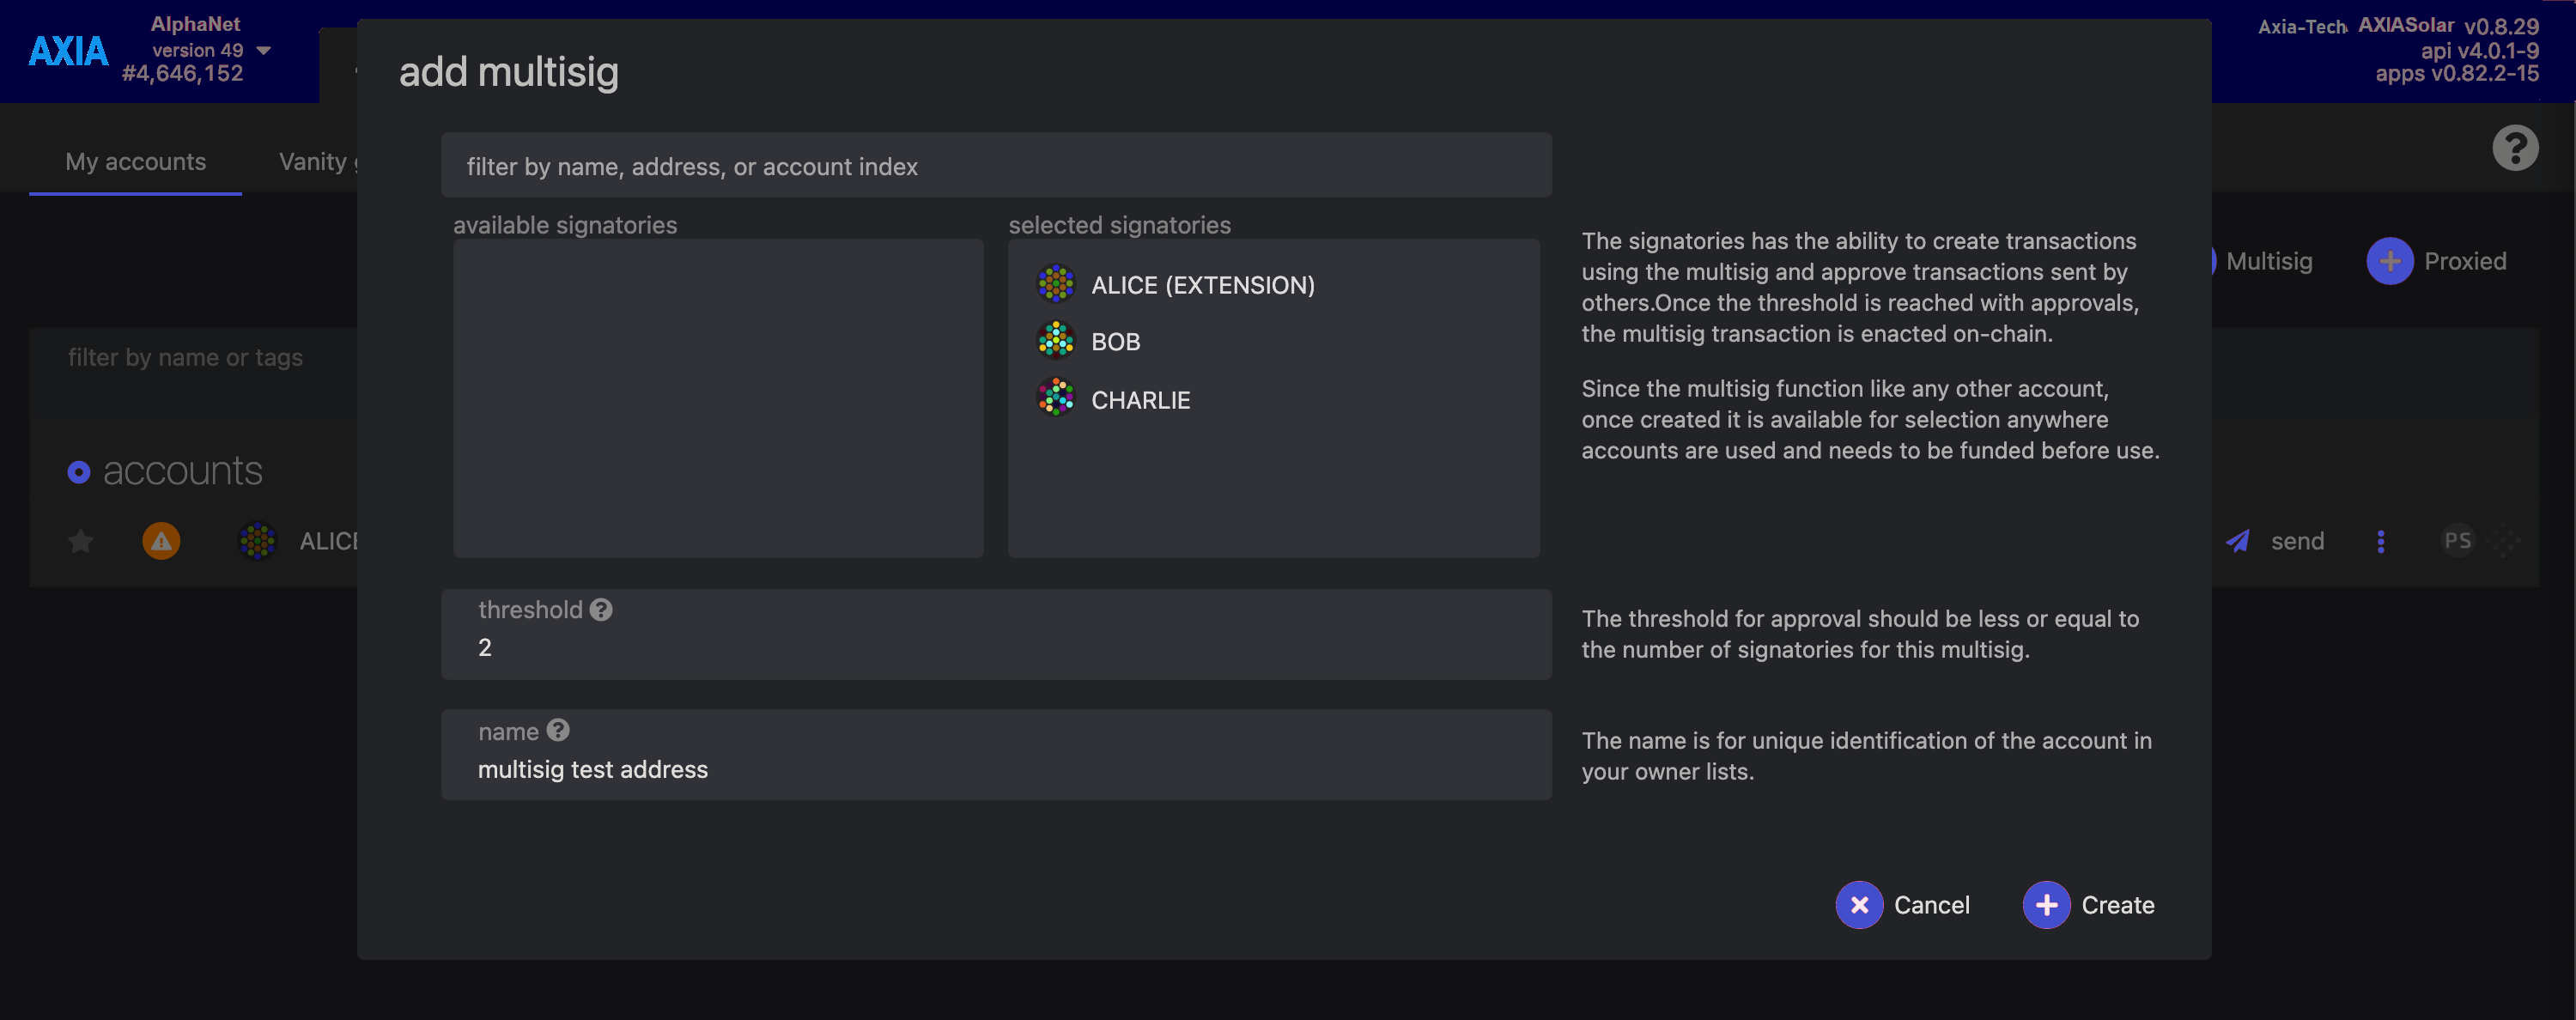 AXIA
AlphaNet
version 49
#4,646,152
Axia-Tech
AXIASolar v0.8.29
api v4.0.1-9
apps v0.82.2-15
My accounts
Vanity
Multisig
Proxied
filter by name or tags
accounts
ALICE
send
PS
add multisig
filter by name, address, or account index
available signatories
selected signatories
ALICE (EXTENSION)
BOB
CHARLIE
The signatories has the ability to create transactions
using the multisig and approve transactions sent by
others.Once the threshold is reached with approvals,
the multisig transaction is enacted on-chain.
Since the multisig function like any other account,
once created it is available for selection anywhere
accounts are used and needs to be funded before use.
threshold ?
2
The threshold for approval should be less or equal to
the number of signatories for this multisig.
name ?
multisig test address
The name is for unique identification of the account in
your owner lists.
Cancel
Create